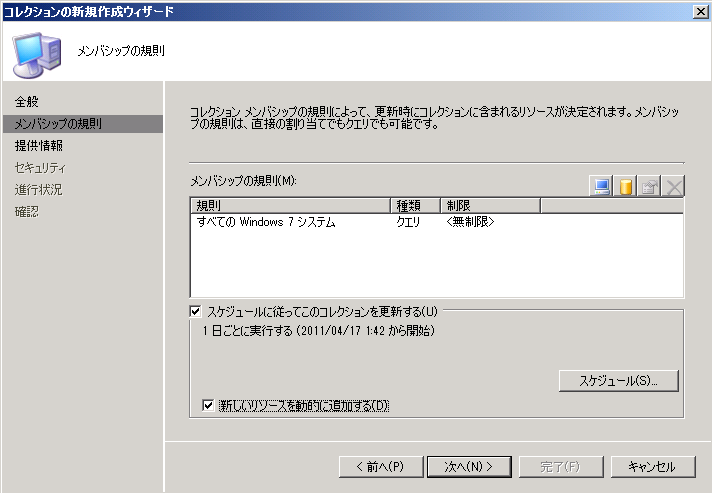 コレクションの新規作成ウィザード
メンバシップの規則
全般
メンバシップの規則
提供情報
セキュリティ
進行状況
確認
コレクション メンバシップの規則によって、更新時にコレクションに含まれるリソースが決定されます。メンバシッ
プの規則は、直接の割り当てでもクエリでも可能です。
メンバシップの規則(M):
規則 種類 制限
すべての Windows 7 システム クエリ <無制限>
スケジュールに従ってこのコレクションを更新する(U)
1 日ごとに実行する (2011/04/17 1:42 から開始)
スケジュール(S)...
新しいリソースを動的に追加する(D)
< 前へ(P) 次へ(N) > 完了(F) キャンセル